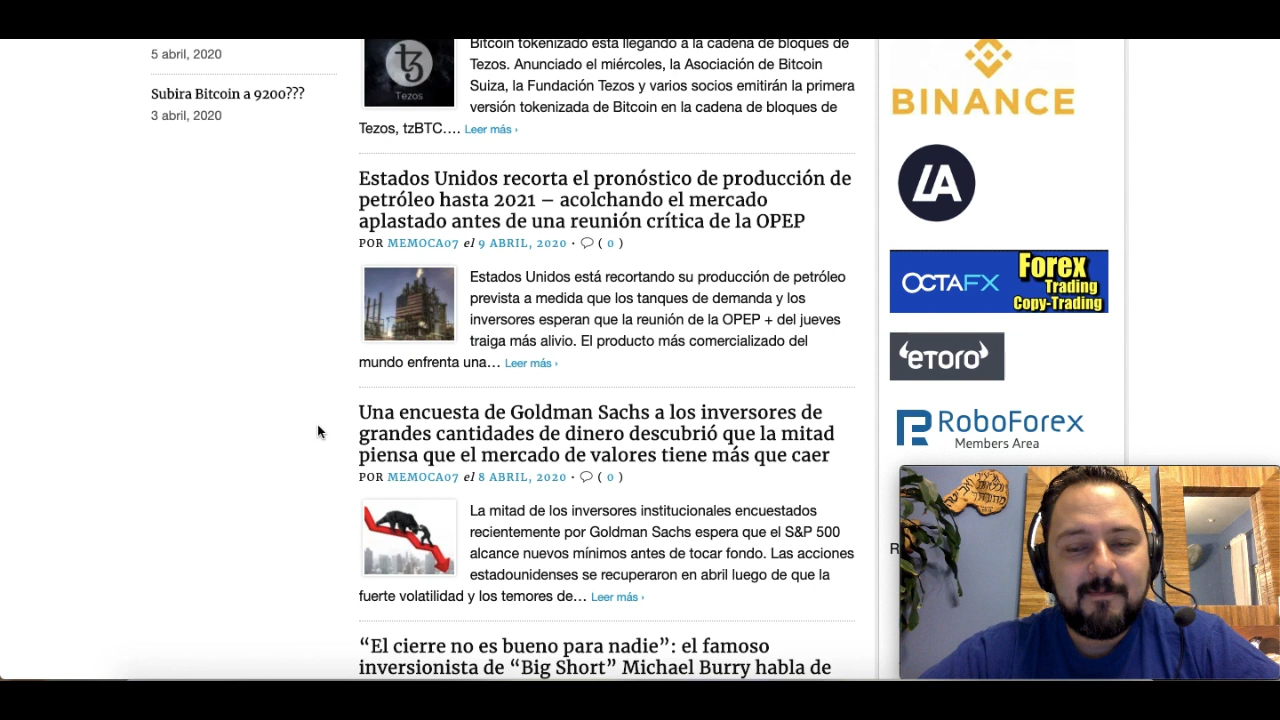 5 abril, 2020
Subira Bitcoin a 9200???
3 abril, 2020
Bitcoin tokenizado está llegando a la cadena de bloques de
Tezos. Anunciado el miércoles, la Asociación de Bitcoin
Suiza, la Fundación Tezos y varios socios emitirán la primera
versión tokenizada de Bitcoin en la cadena de bloques de
Tezos, tzBTC.… Leer más ›
Tezos
Estados Unidos recorta el pronóstico de producción de
petróleo hasta 2021 – acolchando el mercado
aplastado antes de una reunión crítica de la OPEP
POR MEMOCA07 el 9 ABRIL, 2020 • ( 0 )
Estados Unidos está recortando su producción de petróleo
prevista a medida que los tanques de demanda y los
inversores esperan que la reunión de la OPEP + del jueves
traiga más alivio. El producto más comercializado del
mundo enfrenta una… Leer más ›
Una encuesta de Goldman Sachs a los inversores de
grandes cantidades de dinero descubrió que la mitad
piensa que el mercado de valores tiene más que caer
POR MEMOCA07 el 8 ABRIL, 2020 • ( 0 )
La mitad de los inversores institucionales encuestados
recientemente por Goldman Sachs espera que el S&P 500
alcance nuevos mínimos antes de tocar fondo. Las acciones
estadounidenses se recuperaron en abril luego de que la
fuerte volatilidad y los temores de… Leer más ›
“El cierre no es bueno para nadie”: el famoso
inversionista de “Big Short” Michael Burry habla de
BINANCE
LA
OCTAFX
Forex
Trading
Copy-Trading
eToro
RoboForex
Members Area
R